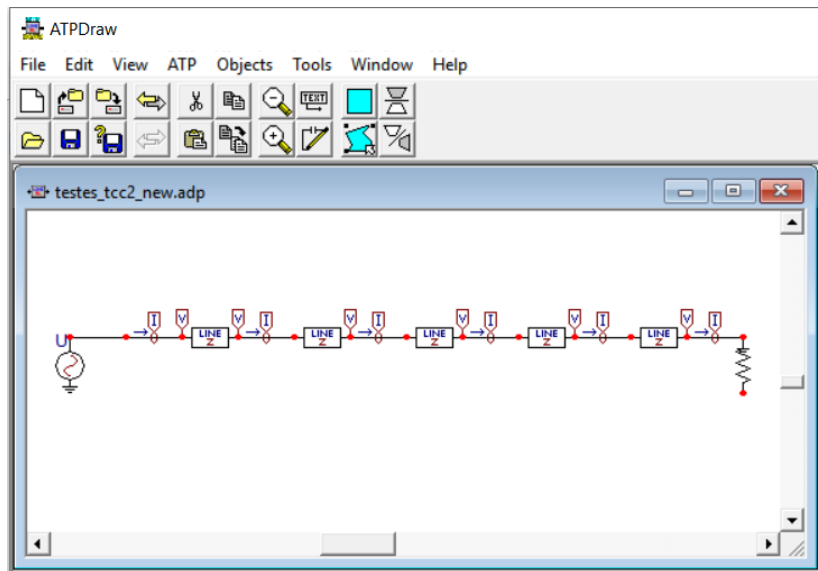 ATPDraw
File Edit View ATP Objects Tools Window Help
TEXT
testes_tcc2_new.adp
I V V I V I V I V I V I
U LINE LINE LINE LINE LINE
Z Z Z Z Z